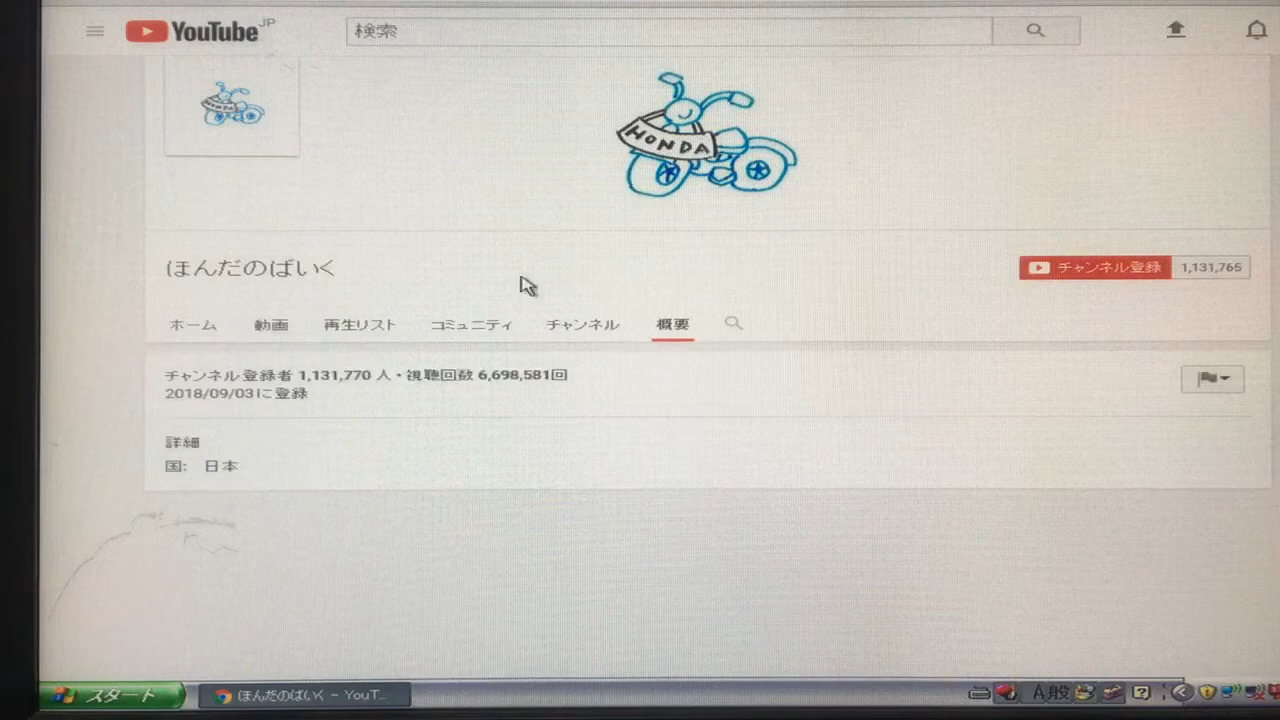 YouTube JP
検索
HONDA
HONDA
ほんだのばいく
チャンネル登録 1,131,765
ホーム 動画 再生リスト コミュニティ チャンネル 概要
チャンネル登録者 1,131,770 人・視聴回数 6,698,581回
2018/09/03に登録
詳細
国: 日本
スタート ほんだのばいく - YouT... A般